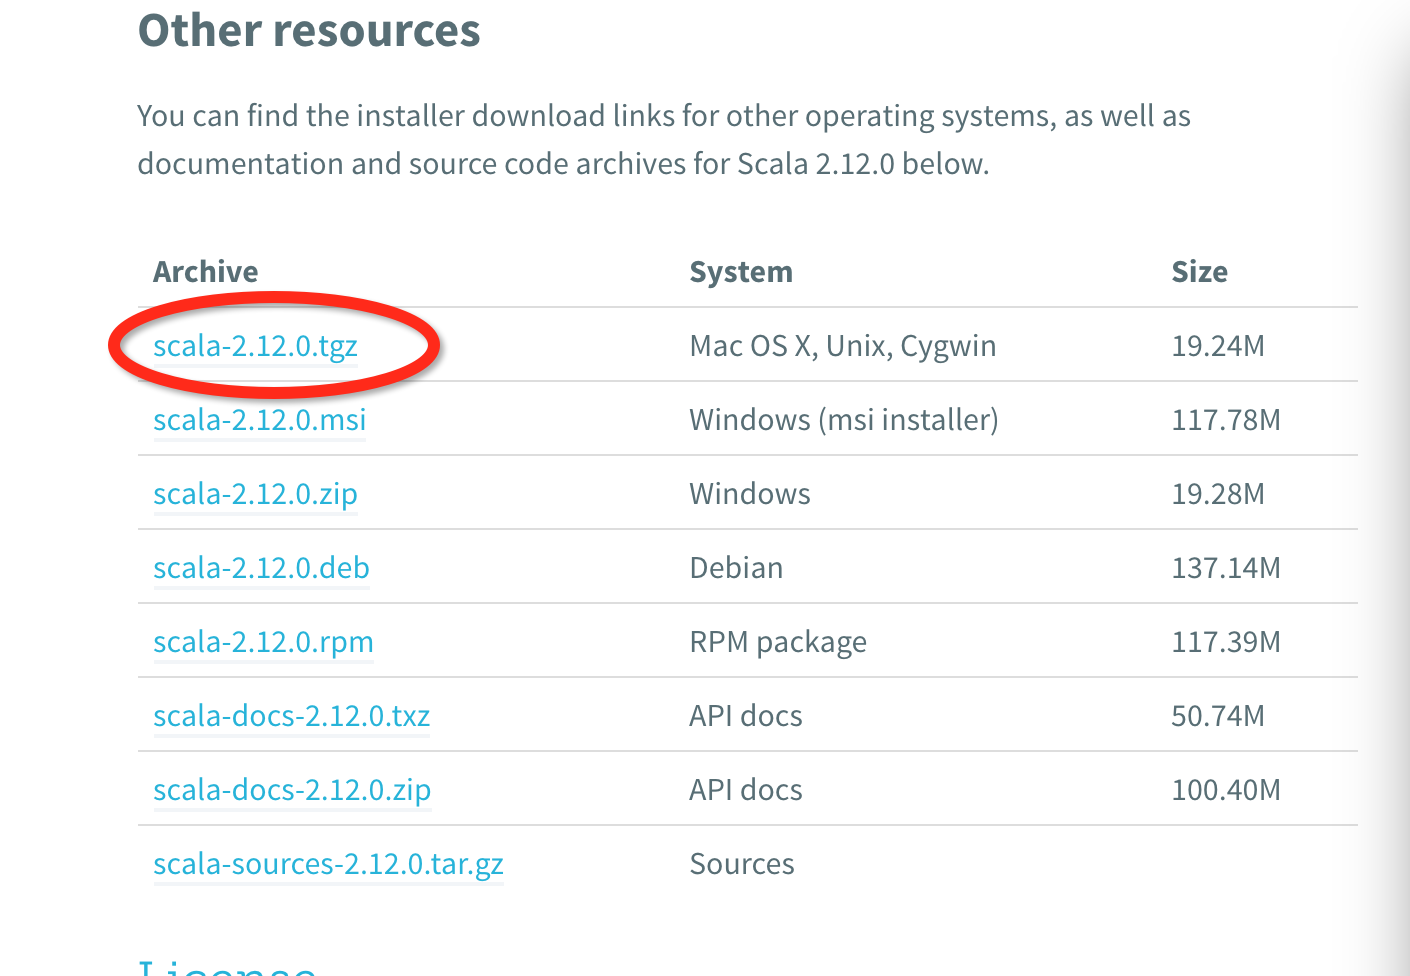 Other resources
You can find the installer download links for other operating systems, as well as
documentation and source code archives for Scala 2.12.0 below.
Archive System Size
scala-2.12.0.tgz Mac OS X, Unix, Cygwin 19.24M
scala-2.12.0.msi Windows (msi installer) 117.78M
scala-2.12.0.zip Windows 19.28M
scala-2.12.0.deb Debian 137.14M
scala-2.12.0.rpm RPM package 117.39M
scala-docs-2.12.0.txz API docs 50.74M
scala-docs-2.12.0.zip API docs 100.40M
scala-sources-2.12.0.tar.gz Sources
License